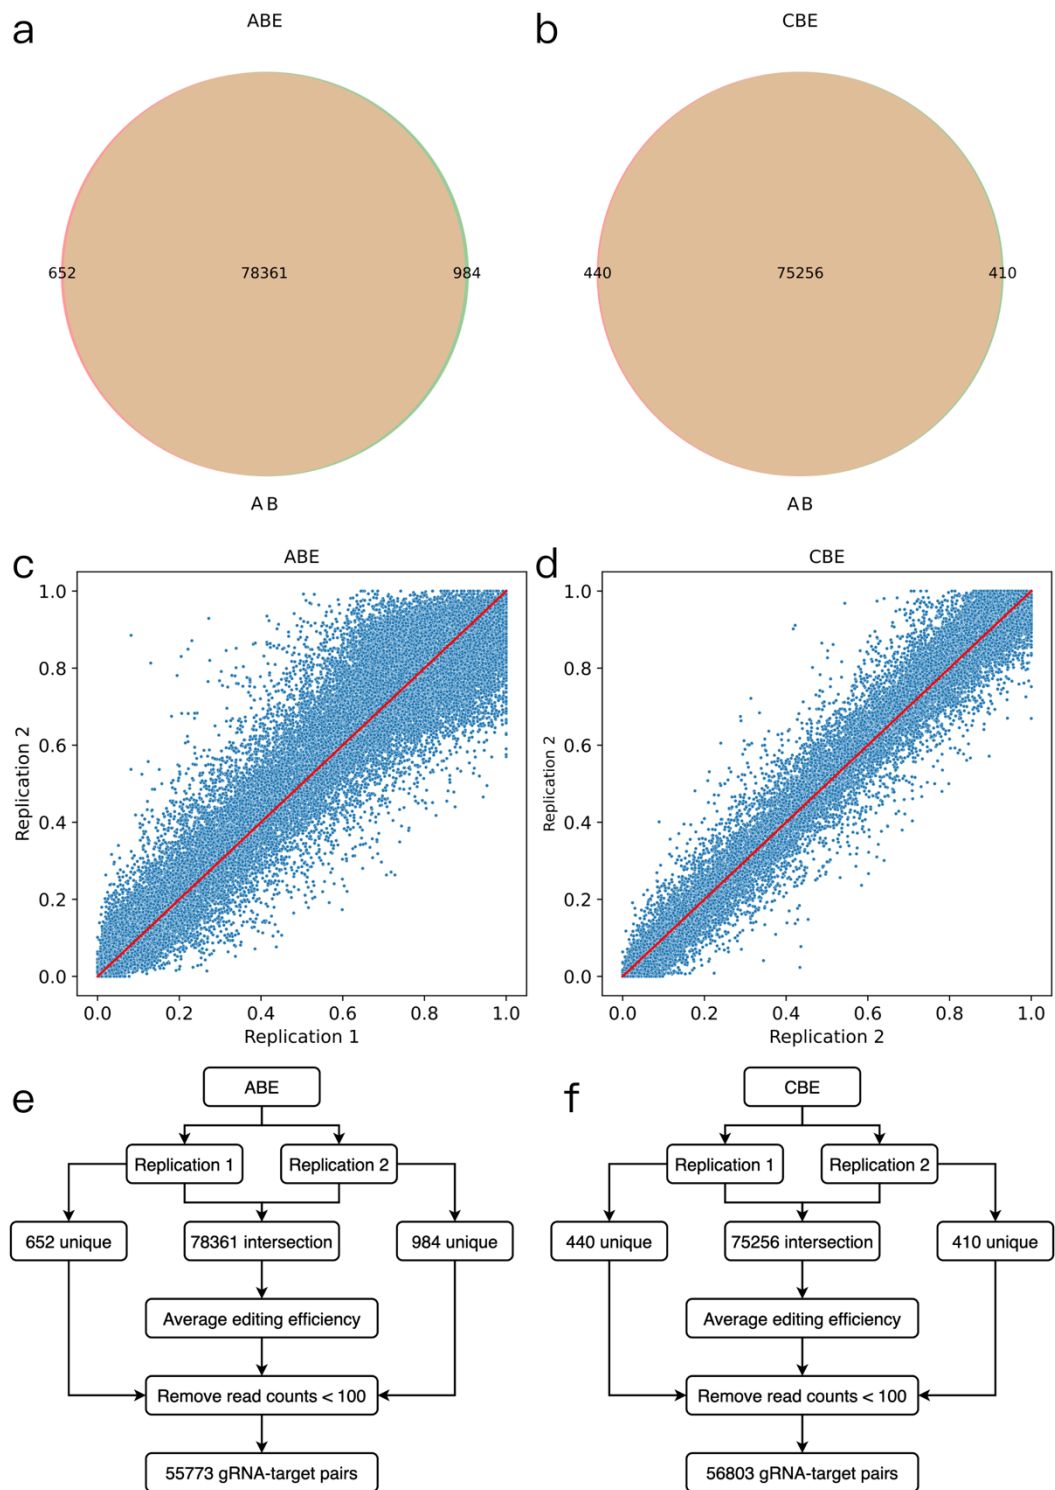 a
ABE
652
78361
984
A B
b
CBE
440
75256
410
A B
c
ABE
1.0
0.8
0.6
0.4
0.2
0.0
Replication 2
0.0 0.2 0.4 0.6 0.8 1.0
Replication 1
d
CBE
1.0
0.8
0.6
0.4
0.2
0.0
Replication 2
0.0 0.2 0.4 0.6 0.8 1.0
Replication 2
e
ABE
Replication 1
Replication 2
652 unique
78361 intersection
984 unique
Average editing efficiency
Remove read counts < 100
55773 gRNA-target pairs
f
CBE
Replication 1
Replication 2
440 unique
75256 intersection
410 unique
Average editing efficiency
Remove read counts < 100
56803 gRNA-target pairs